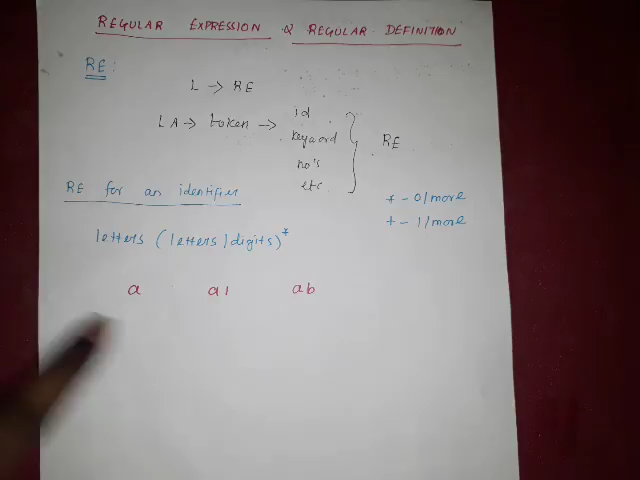 REGULAR EXPRESSION & REGULAR DEFINITION
RE:
L → RE
LA → token → id
keyword
no's
etc
RE
RE for an identifier
* - 0/more
+ - 1/more
letters (letters/digits)*
a a1 ab